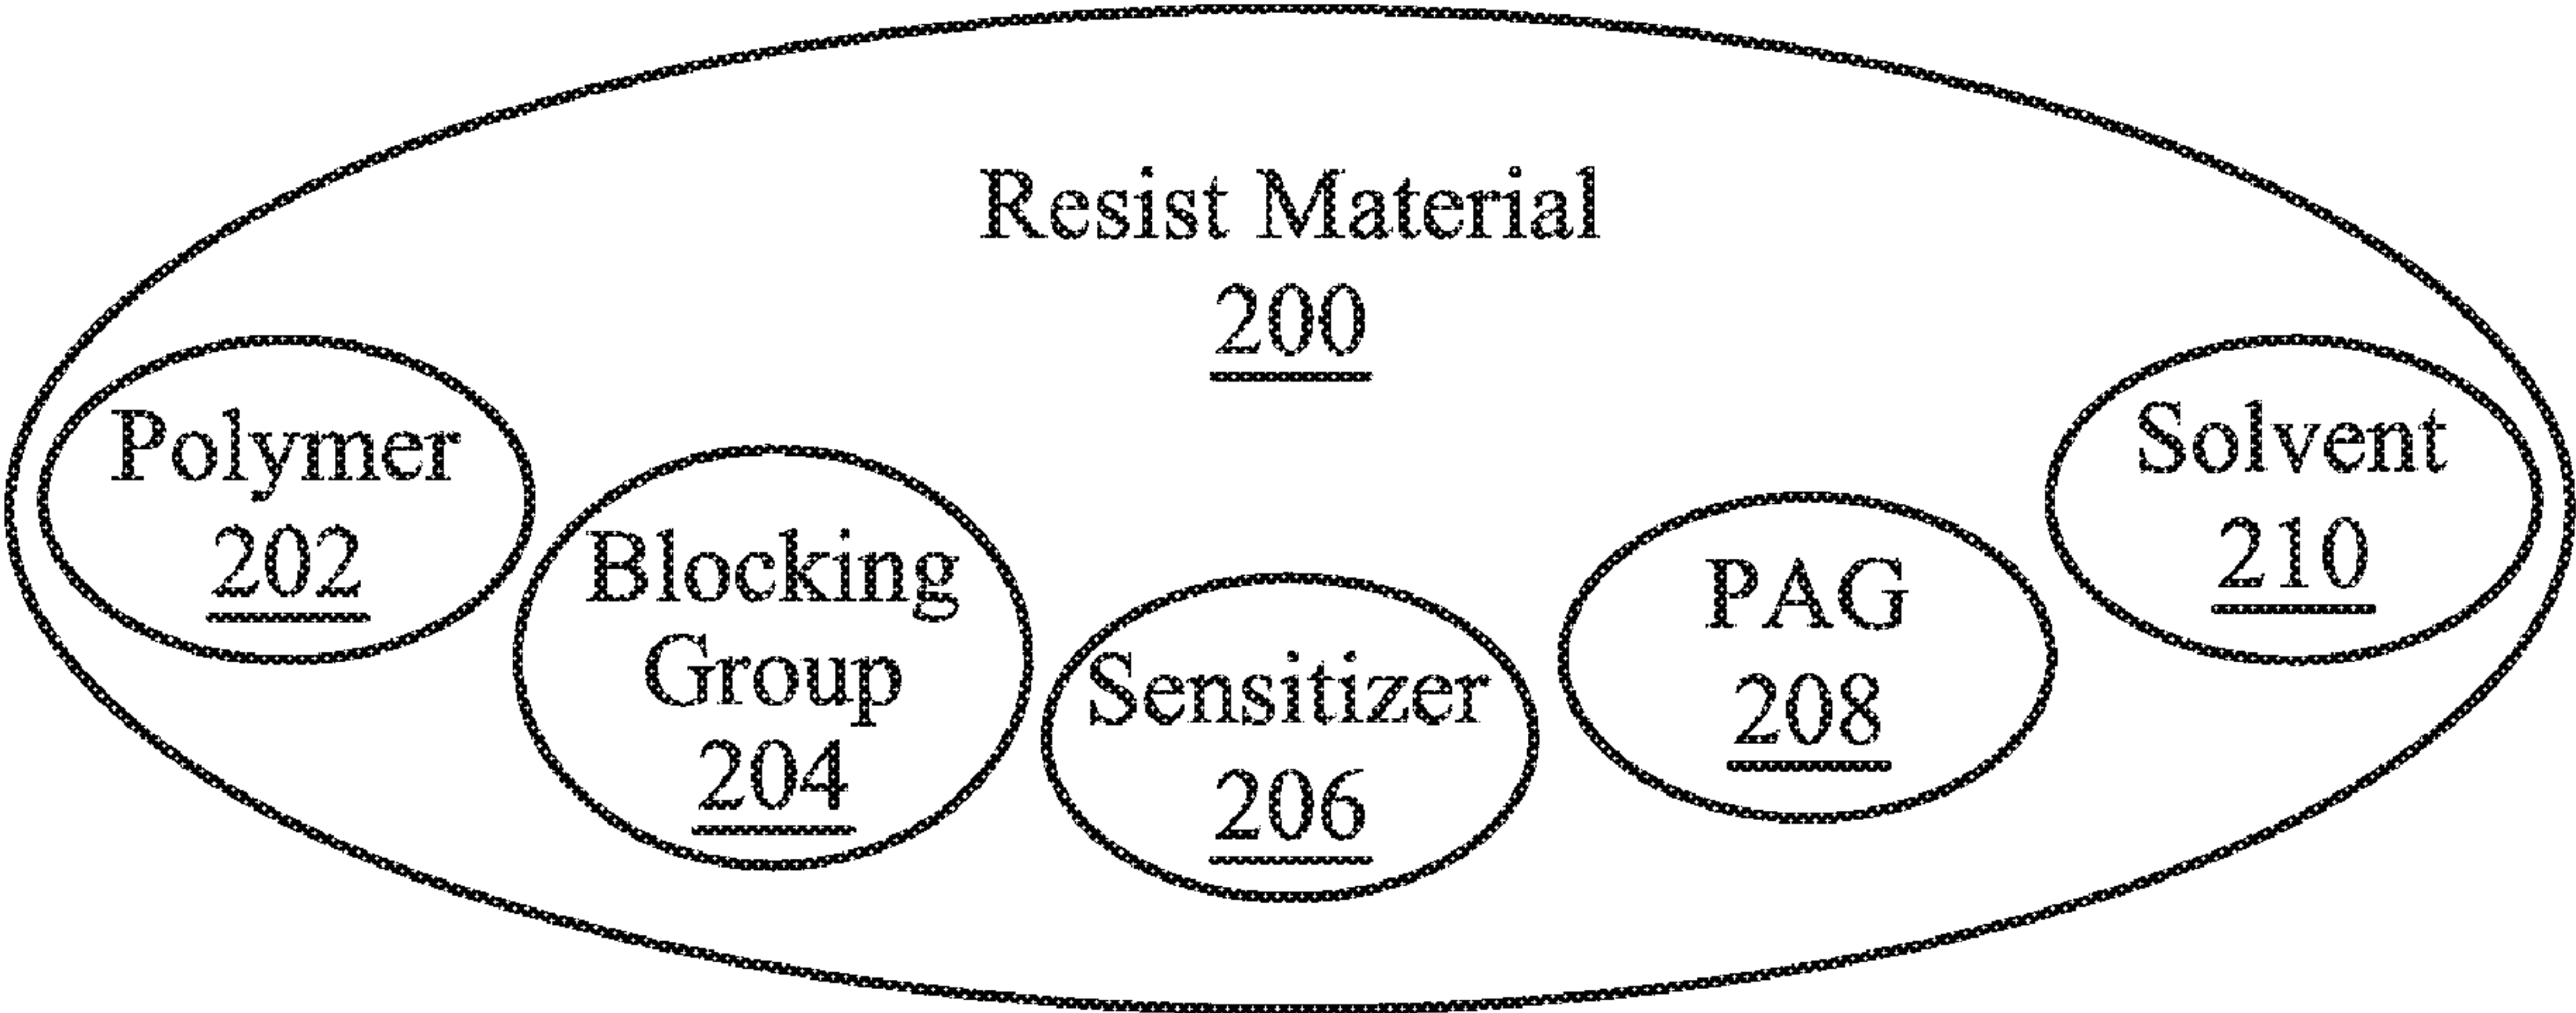 Resist Material
200
Polymer
202
Blocking
Group
204
Sensitizer
206
PAG
208
Solvent
210